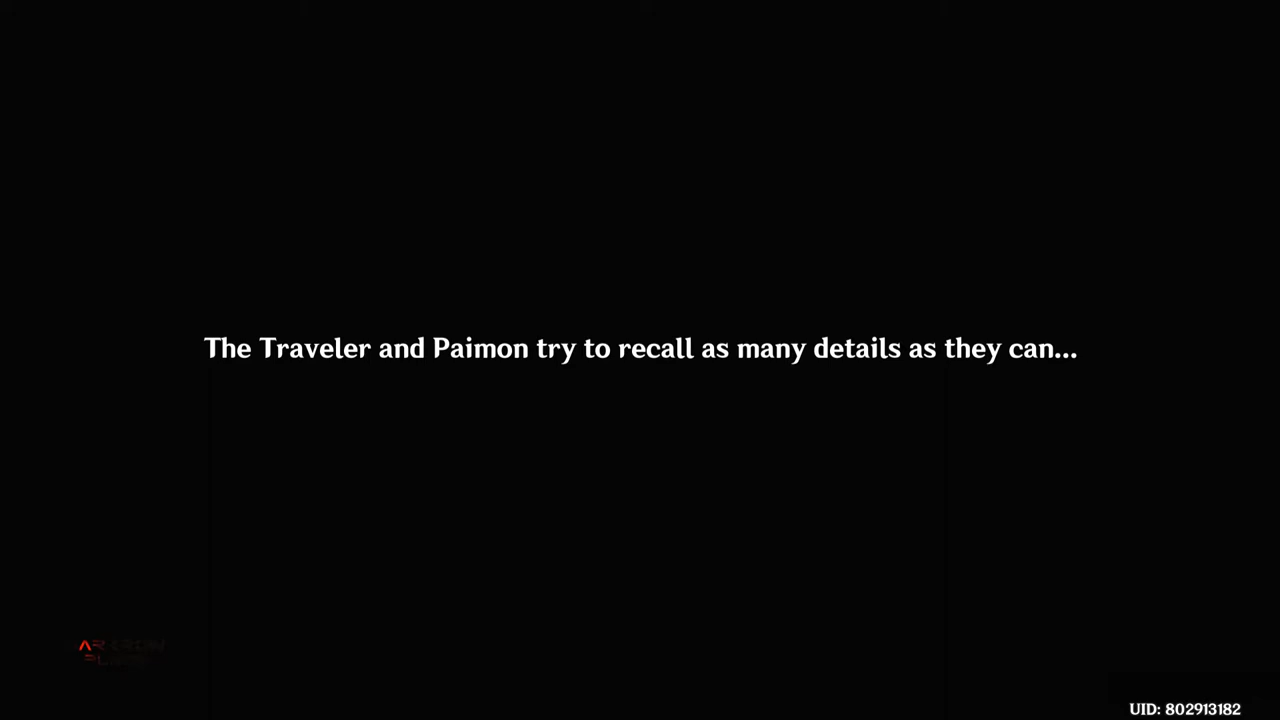 The Traveler and Paimon try to recall as many details as they can...
UID: 802913182